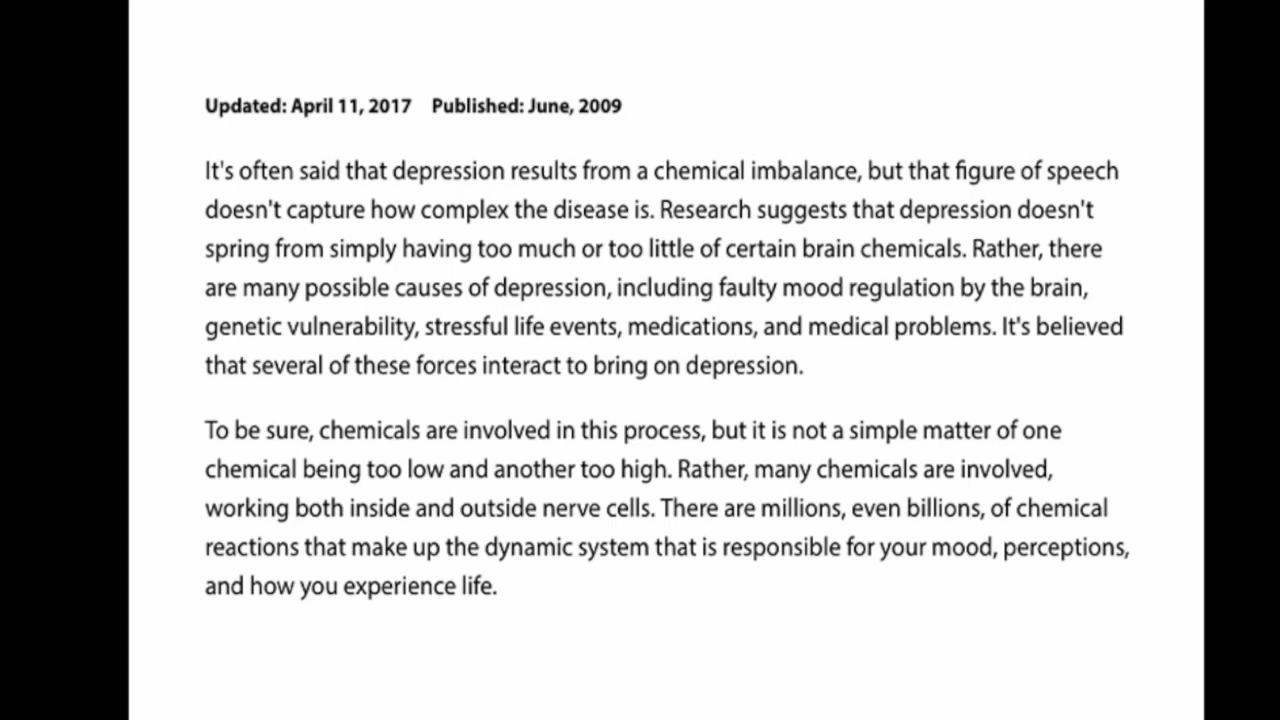 Updated: April 11, 2017 Published: June, 2009
It's often said that depression results from a chemical imbalance, but that figure of speech
doesn't capture how complex the disease is. Research suggests that depression doesn't
spring from simply having too much or too little of certain brain chemicals. Rather, there
are many possible causes of depression, including faulty mood regulation by the brain,
genetic vulnerability, stressful life events, medications, and medical problems. It's believed
that several of these forces interact to bring on depression.
To be sure, chemicals are involved in this process, but it is not a simple matter of one
chemical being too low and another too high. Rather, many chemicals are involved,
working both inside and outside nerve cells. There are millions, even billions, of chemical
reactions that make up the dynamic system that is responsible for your mood, perceptions,
and how you experience life.